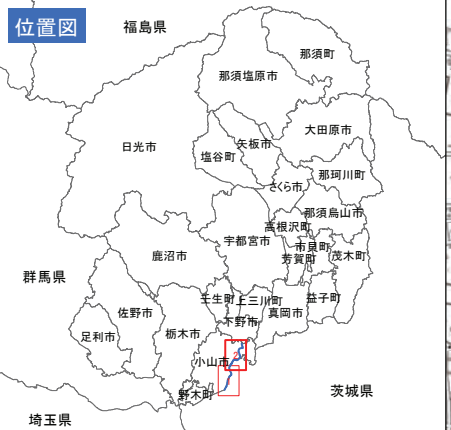 位置図
福島県
那須町
那須塩原市
大田原市
日光市
矢板市
塩谷町
那珂川町
さくら市
那須烏山市
高根沢町
宇都宮市
市貝町
茂木町
芳賀町
鹿沼市
群馬県
壬生町
上三川町
益子町
佐野市
真岡市
下野市
栃木市
足利市
小山市
2
1
野木町
茨城県
埼玉県